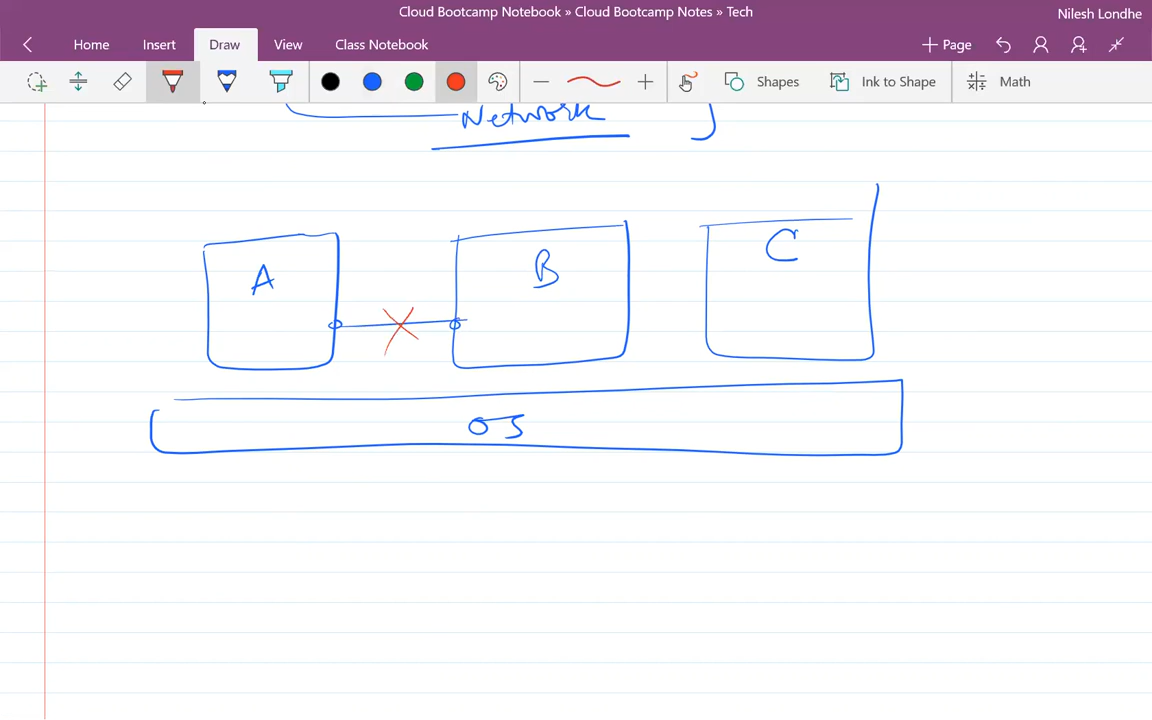 Cloud Bootcamp Notebook » Cloud Bootcamp Notes » Tech
Nilesh Londhe
Home Insert Draw View Class Notebook Page
Shapes Ink to Shape Math
Network
A B C
OS